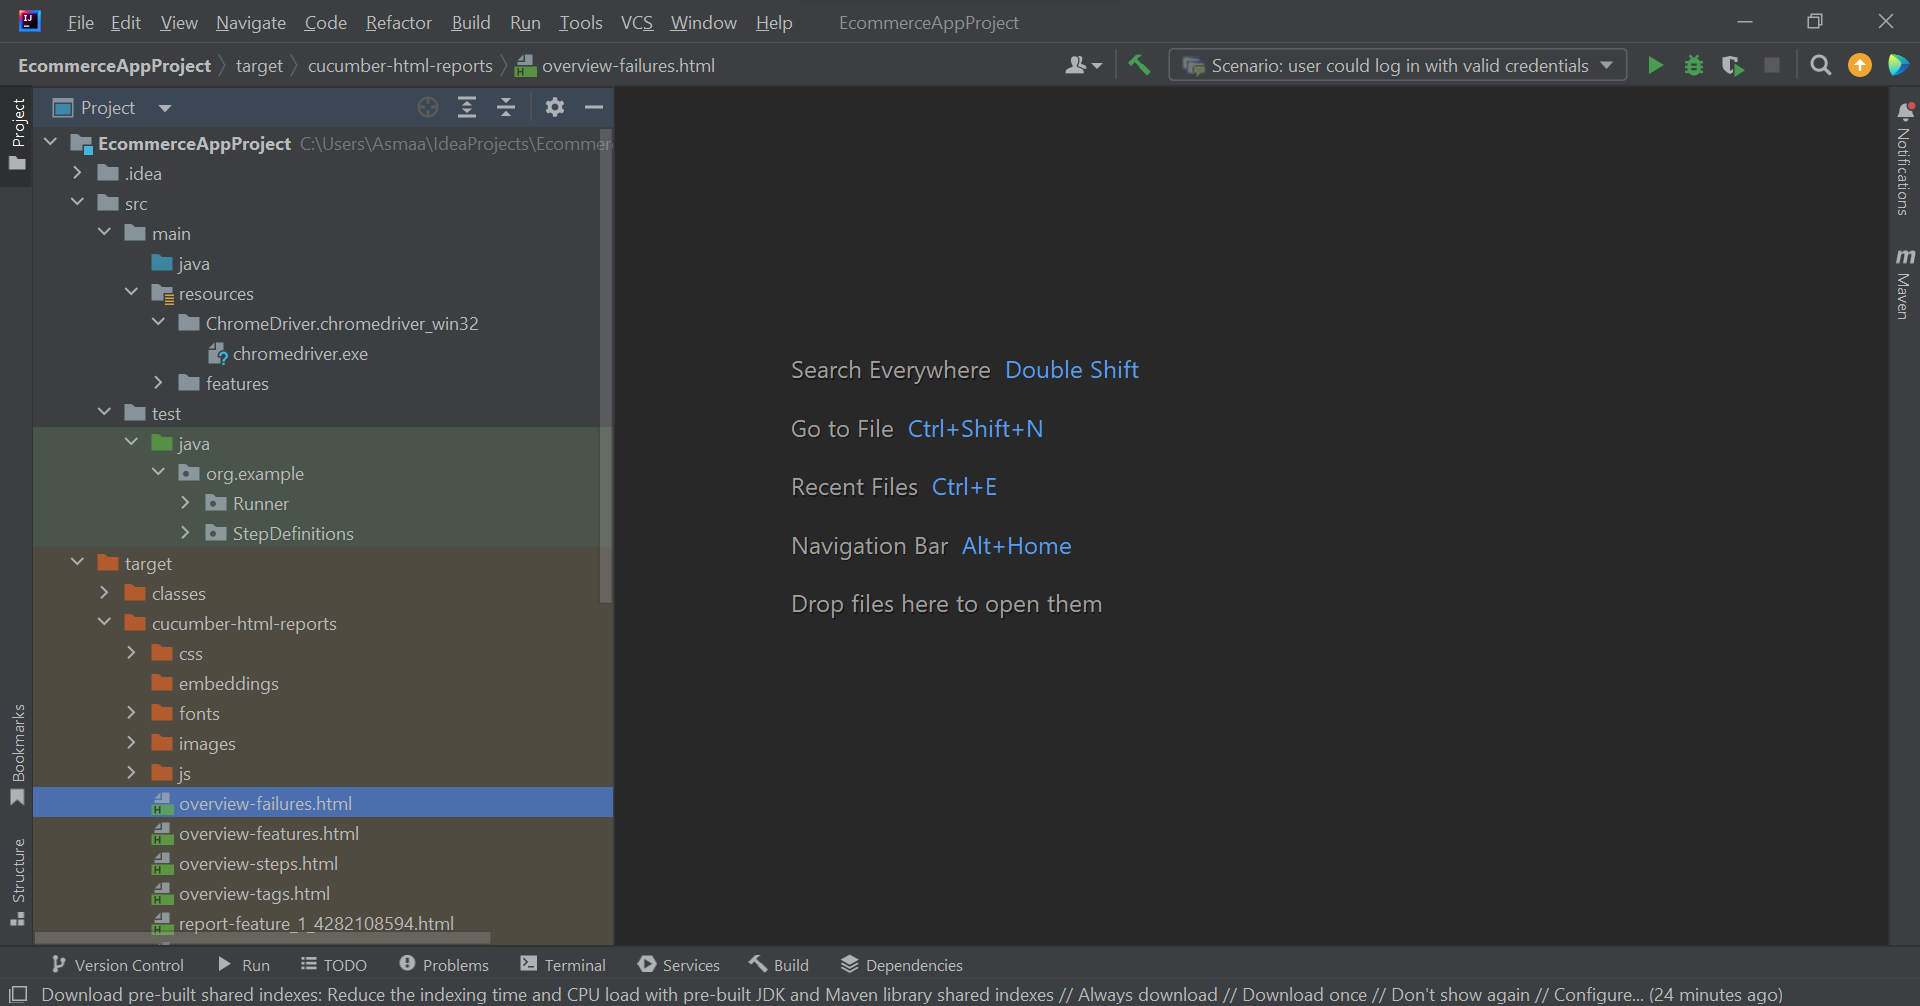 File Edit View Navigate Code Refactor Build Run Tools VCS Window Help EcommerceAppProject
EcommerceAppProject target cucumber-html-reports overview-failures.html Scenario: user could log in with valid credentials
Project
Project
EcommerceAppProject C:\Users\Asmaa\IdeaProjects\Ecommer
.idea
src
main
java
resources
ChromeDriver.chromedriver_win32
chromedriver.exe
features
test
java
org.example
Runner
StepDefinitions
target
classes
cucumber-html-reports
css
embeddings
fonts
images
js
overview-failures.html
overview-features.html
overview-steps.html
overview-tags.html
report-feature_1_4282108594.html
Bookmarks
Structure
Search Everywhere Double Shift
Go to File Ctrl+Shift+N
Recent Files Ctrl+E
Navigation Bar Alt+Home
Drop files here to open them
Notifications
m Maven
Version Control Run TODO Problems Terminal Services Build Dependencies
Download pre-built shared indexes: Reduce the indexing time and CPU load with pre-built JDK and Maven library shared indexes // Always download // Download once // Don't show again // Configure... (24 minutes ago)